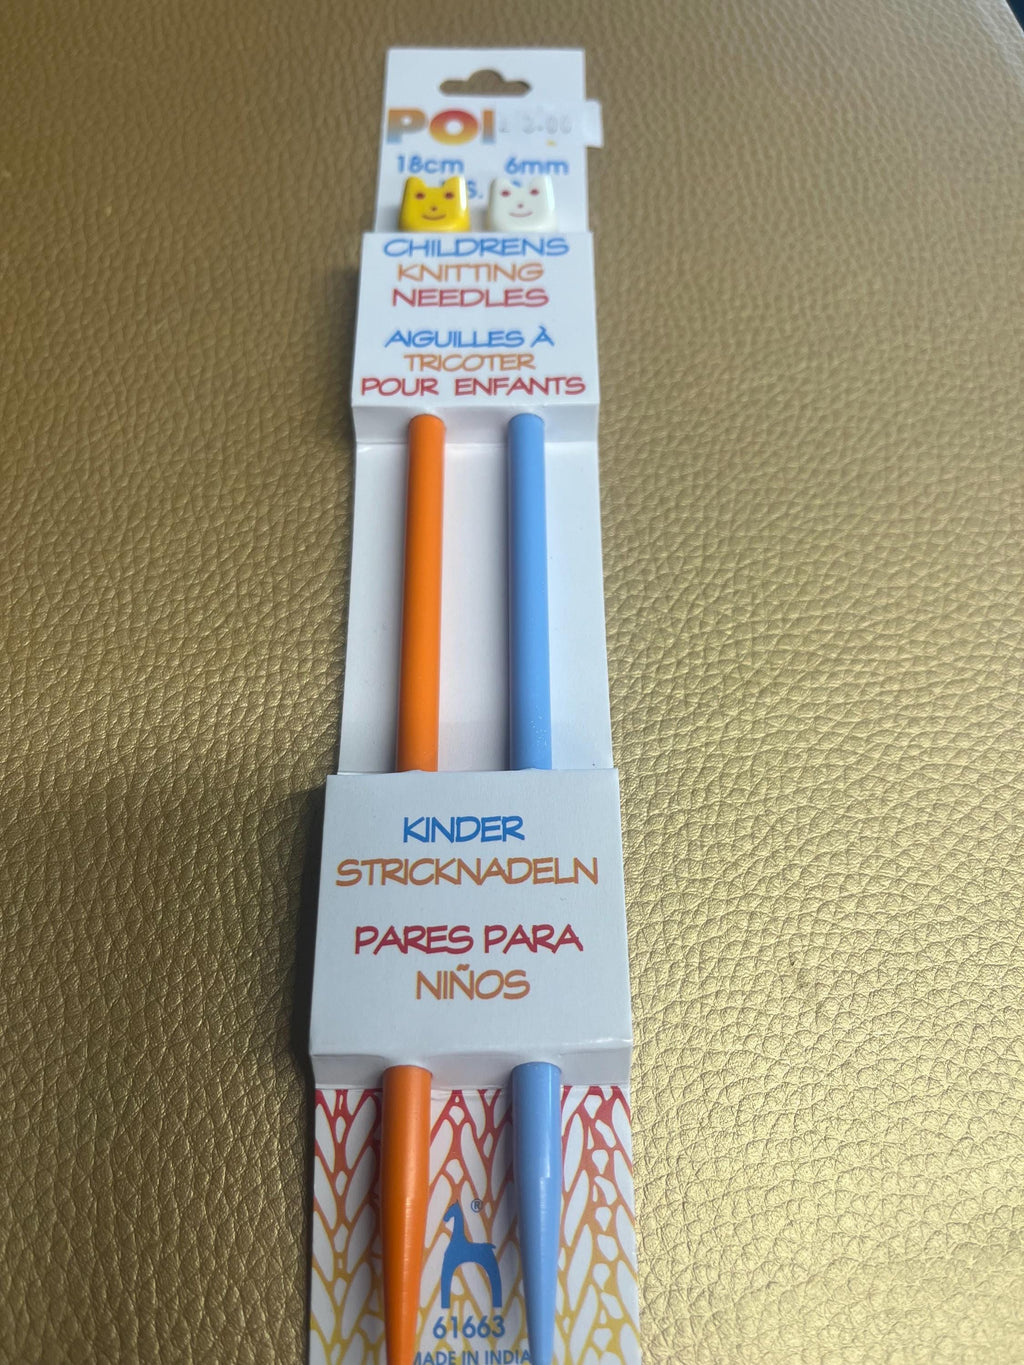 POI
18cm 6mm
CHILDRENS
KNITTING
NEEDLES
AIGUILLES À
TRICOTER
POUR ENFANTS
KINDER
STRICKNADELN
PARES PARA
NIÑOS
®
61663
MADE IN INDIA